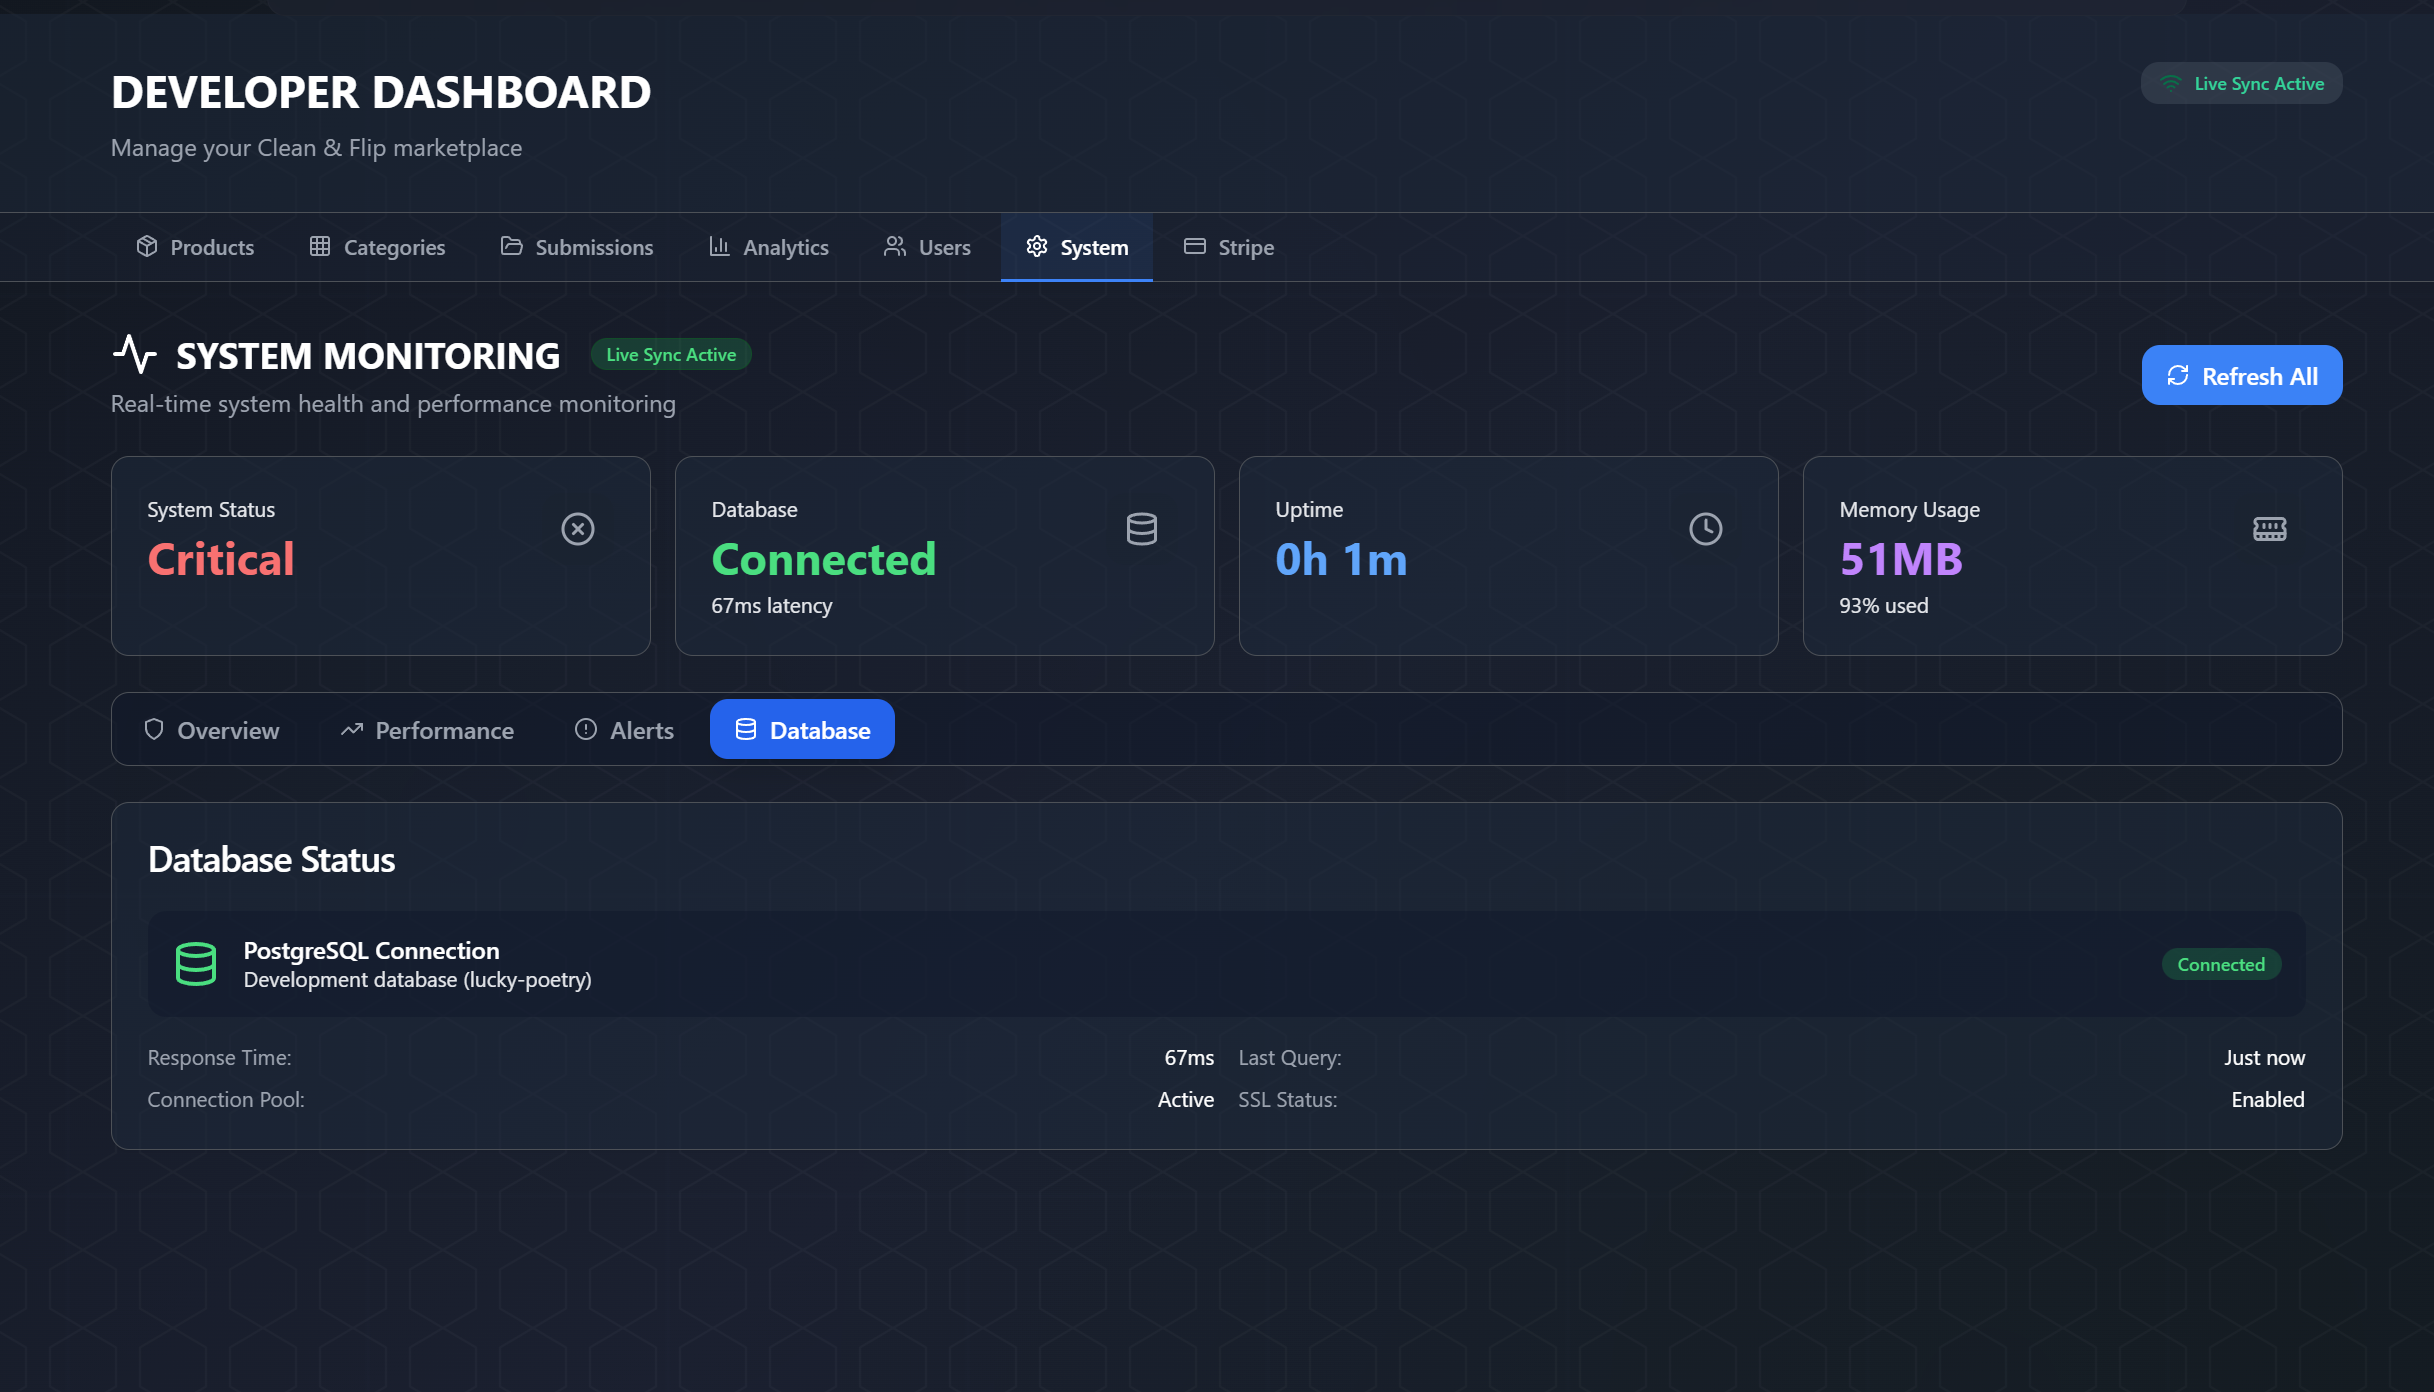 DEVELOPER DASHBOARD
Manage your Clean & Flip marketplace
Live Sync Active
Products
Categories
Submissions
Analytics
Users
System
Stripe
SYSTEM MONITORING
Live Sync Active
Real-time system health and performance monitoring
Refresh All
System Status
Critical
Database
Connected
67ms latency
Uptime
0h 1m
Memory Usage
51MB
93% used
Overview
Performance
Alerts
Database
Database Status
PostgreSQL Connection
Development database (lucky-poetry)
Connected
Response Time: 67ms
Last Query: Just now
Connection Pool: Active
SSL Status: Enabled